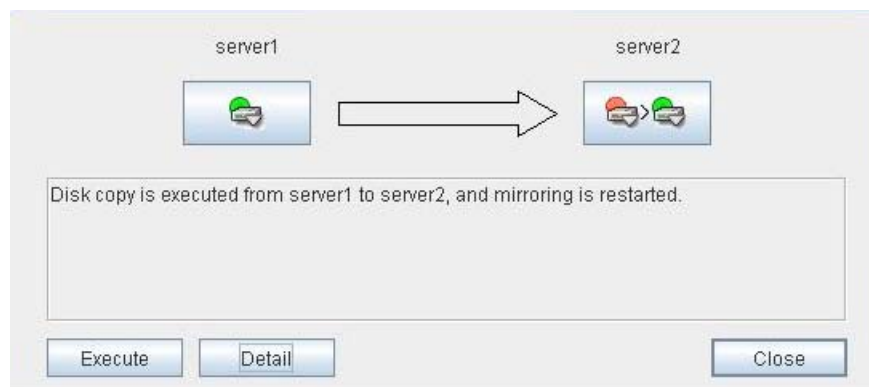 server1
server2
Disk copy is executed from server1 to server2, and mirroring is restarted.
Execute
Detail
Close